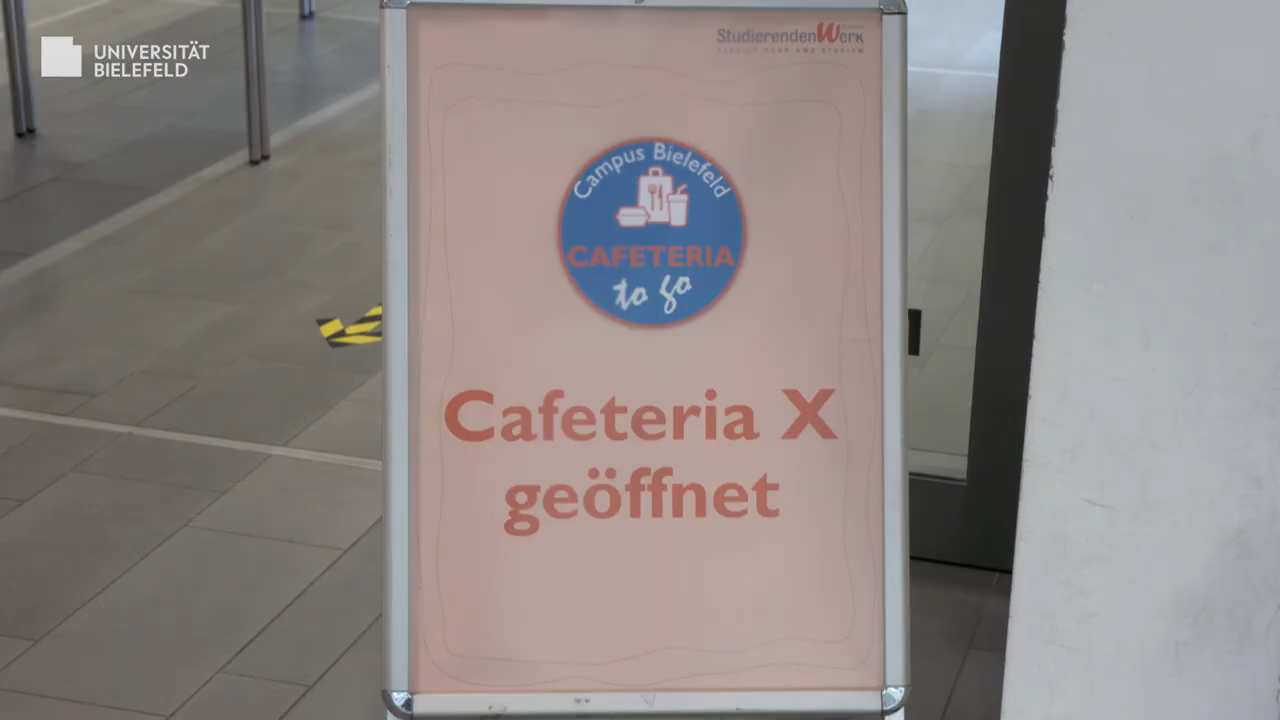 UNIVERSITÄT
BIELEFELD
StudierendenWerk
Campus Bielefeld
CAFETERIA
to go
Cafeteria X
geöffnet